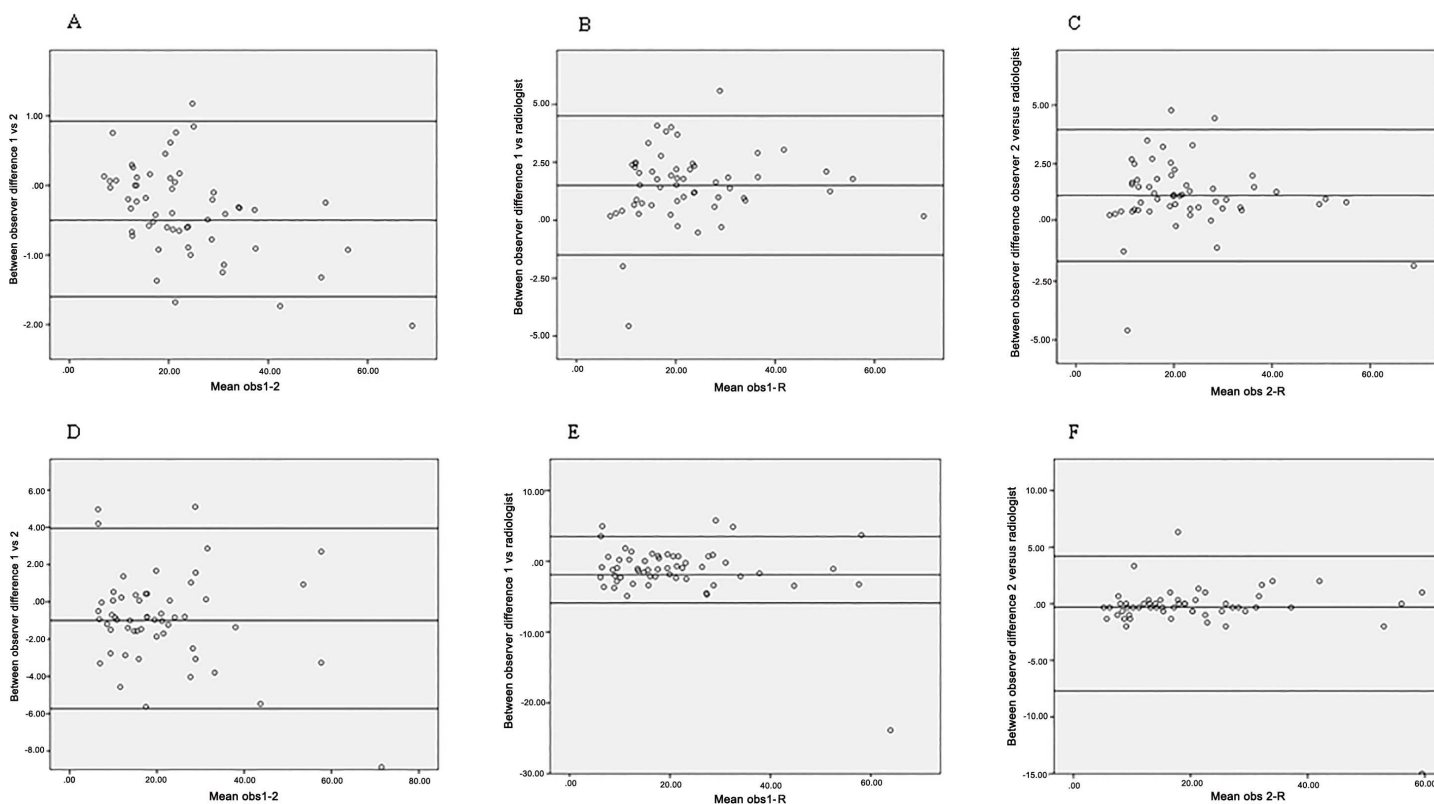 A
Between observer difference 1 vs 2
1.00
.00
-1.00
-2.00
.00 20.00 40.00 60.00
Mean obs1-2
B
Between observer difference 1 vs radiologist
5.00
2.50
.00
-2.50
-5.00
.00 20.00 40.00 60.00
Mean obs1-R
C
Between observer difference observer 2 versus radiologist
5.00
2.50
.00
-2.50
-5.00
.00 20.00 40.00 60.00
Mean obs 2-R
D
Between observer difference 1 vs 2
6.00
4.00
2.00
.00
-2.00
-4.00
-6.00
-8.00
.00 20.00 40.00 60.00 80.00
Mean obs1-2
E
Between observer difference 1 vs radiologist
10.00
.00
-10.00
-20.00
-30.00
.00 20.00 40.00 60.00
Mean obs1-R
F
Between observer difference 2 versus radiologist
10.00
5.00
.00
-5.00
-10.00
-15.00
.00 20.00 40.00 60.00
Mean obs 2-R